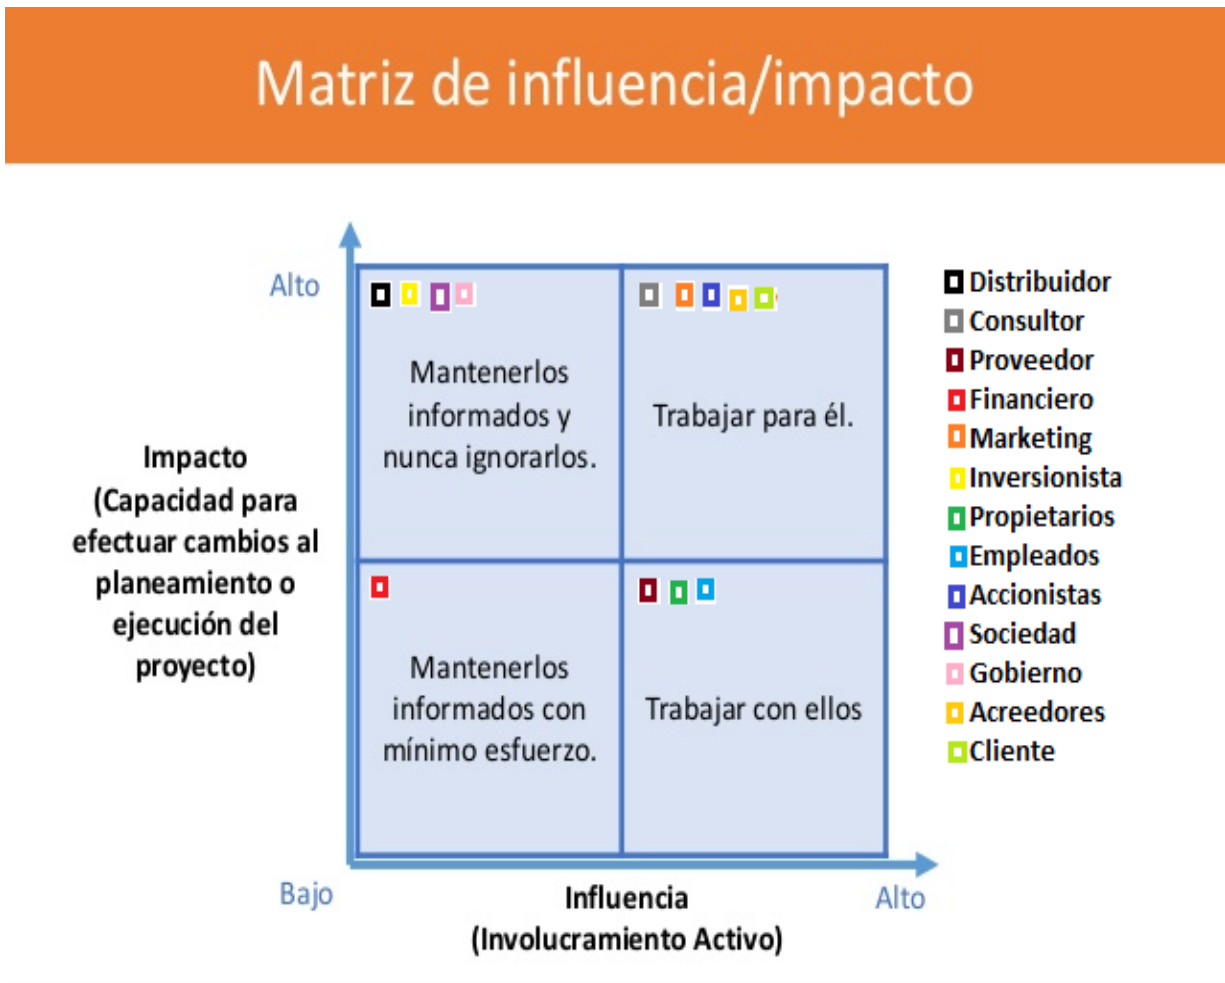 Matriz de influencia/impacto
Alto
Mantenerlos
informados y
nunca ignorarlos.
Trabajar para él.
Impacto
(Capacidad para
efectuar cambios al
planeamiento o
ejecución del
proyecto)
Mantenerlos
informados con
mínimo esfuerzo.
Trabajar con ellos
Bajo
Influencia
(Involucramiento Activo)
Alto
Distribuidor
Consultor
Proveedor
Financiero
Marketing
Inversionista
Propietarios
Empleados
Accionistas
Sociedad
Gobierno
Acreedores
Cliente